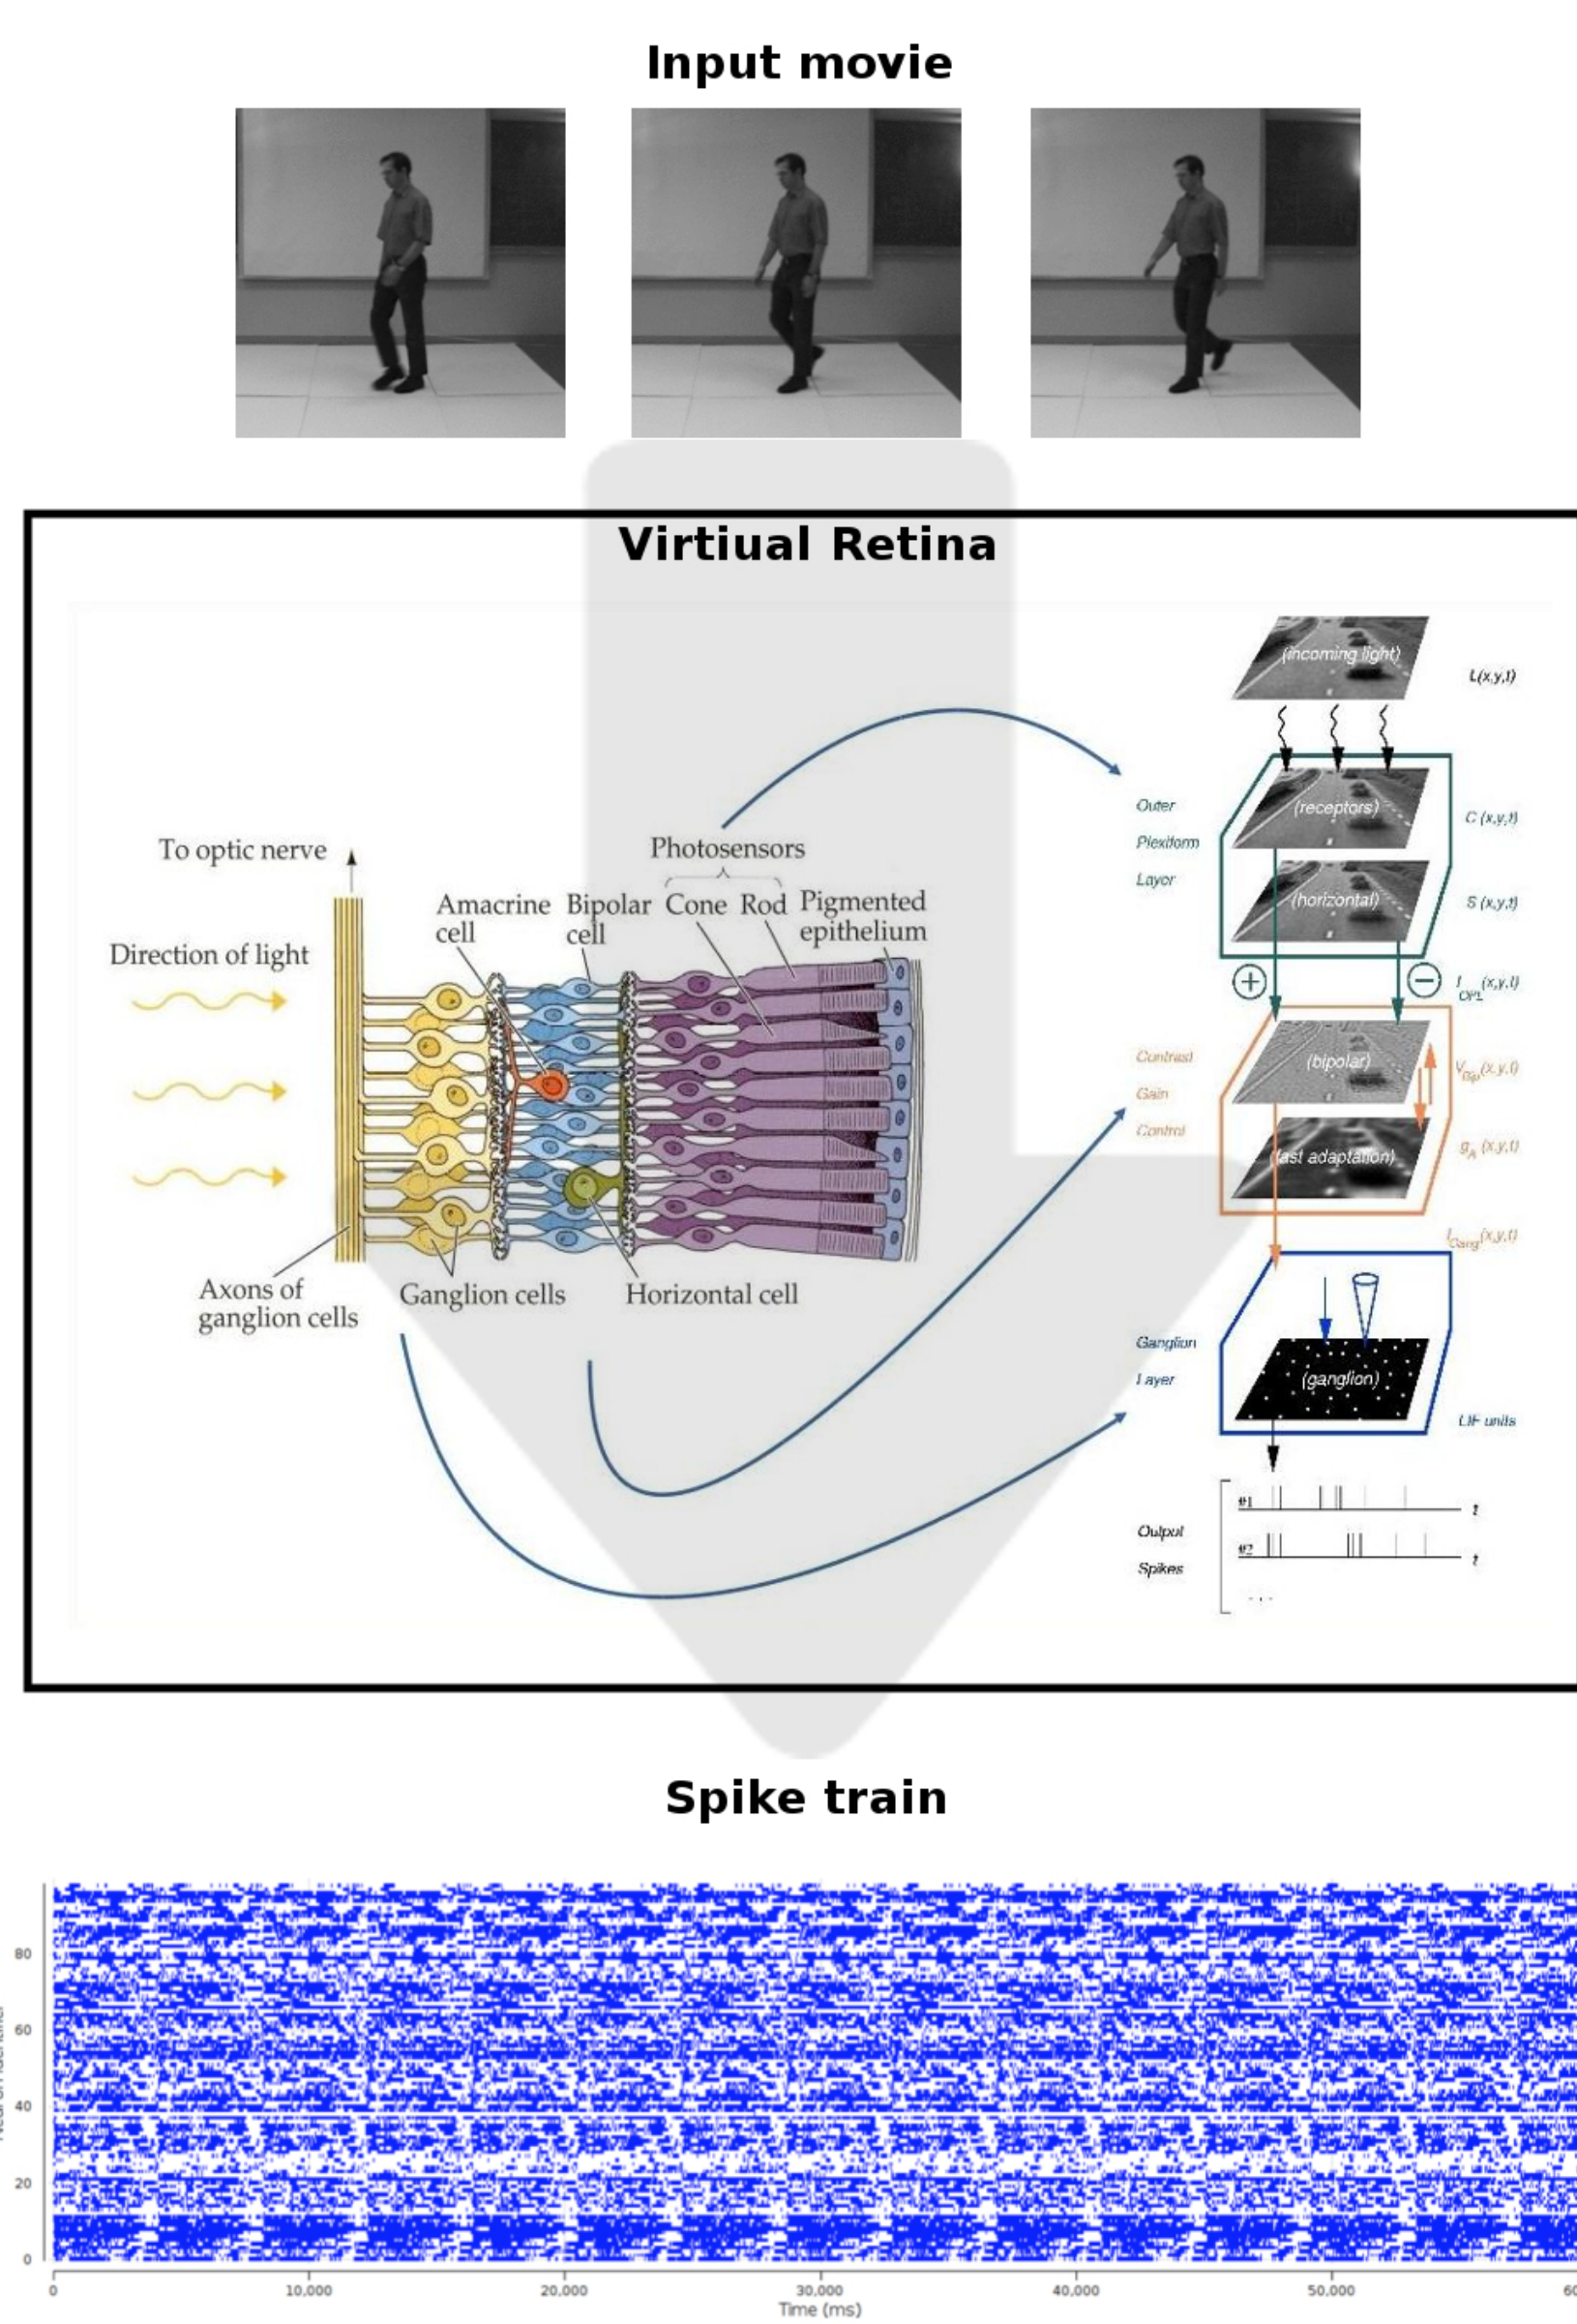 Input movie
Virtiual Retina
(incoming light)
L(x,y,t)
Outer
Plexiform
Layer
(receptors)
C (x,y,t)
(horizontal)
S (x,y,t)
+
−
I OPL (x,y,t)
Photosensors
To optic nerve
Amacrine
cell
Bipolar
cell
Cone
Rod
Pigmented
epithelium
Direction of light
Axons of
ganglion cells
Ganglion cells
Horizontal cell
Contrast
Gain
Control
(bipolar)
V Bip (x,y,t)
(fast adaptation)
g A (x,y,t)
I Gang (x,y,t)
Ganglion
Layer
(ganglion)
LIF units
Output
Spikes
#1
t
#2
t
...
Spike train
80
60
40
20
0
0
10,000
20,000
30,000
40,000
50,000
Time (ms)